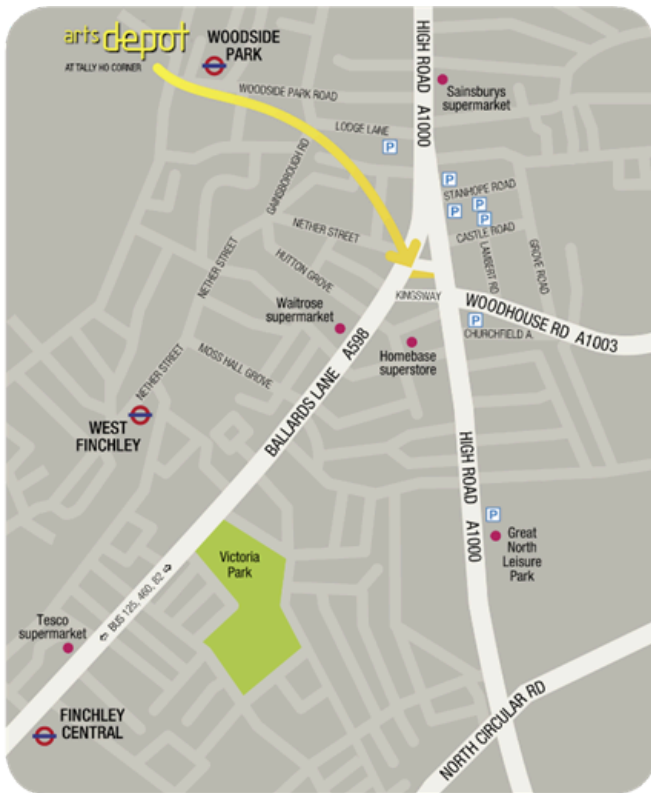 arts depot
AT TALLY HO CORNER
WOODSIDE
PARK
HIGH ROAD A1000
Sainsburys
supermarket
WOODSIDE PARK ROAD
LODGE LANE
P
GAINSBOROUGH RD
P
STANHOPE ROAD
P
P
P
CASTLE ROAD
LAMBERT RD
GROVE ROAD
NETHER STREET
NETHER STREET
HUTTON GROVE
KINGSWAY
WOODHOUSE RD A1003
Waitrose
supermarket
P
CHURCHFIELD A.
Homebase
superstore
BALLARDS LANE A598
MOSS HALL GROVE
NETHER STREET
WEST
FINCHLEY
HIGH ROAD A1000
P
Great
North
Leisure
Park
Victoria
Park
BUS 125, 460, 82
Tesco
supermarket
FINCHLEY
CENTRAL
NORTH CIRCULAR RD